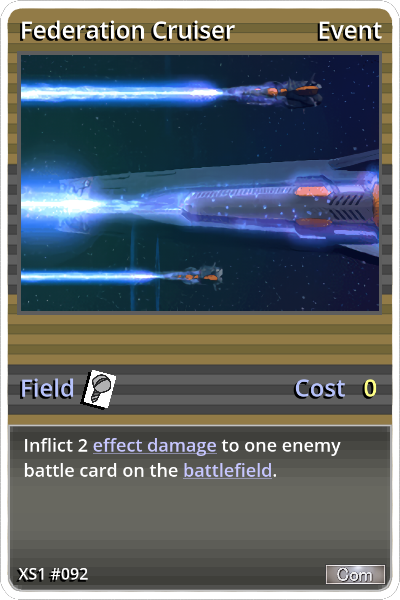 Federation Cruiser Event
Field Cost 0
Inflict 2 effect damage to one enemy
battle card on the battlefield.
XS1 #092 Com